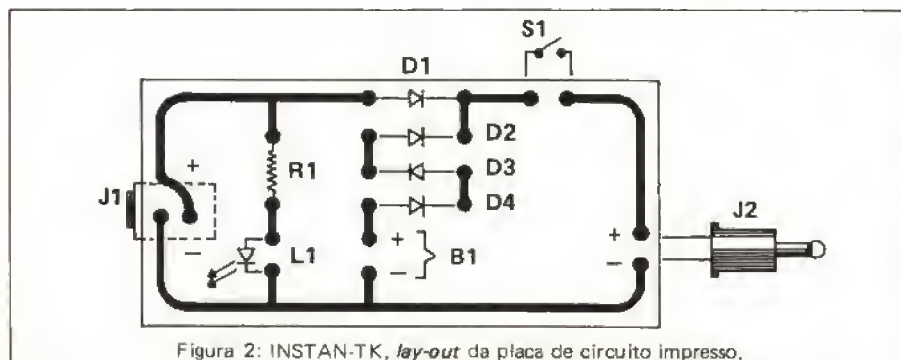 S1
D1
D2
+
R1
D3
J1
D4
J2
+
+
-
L1
B1
-
-
Figura 2: INSTAN-TK, lay-out da placa de circuito impresso.